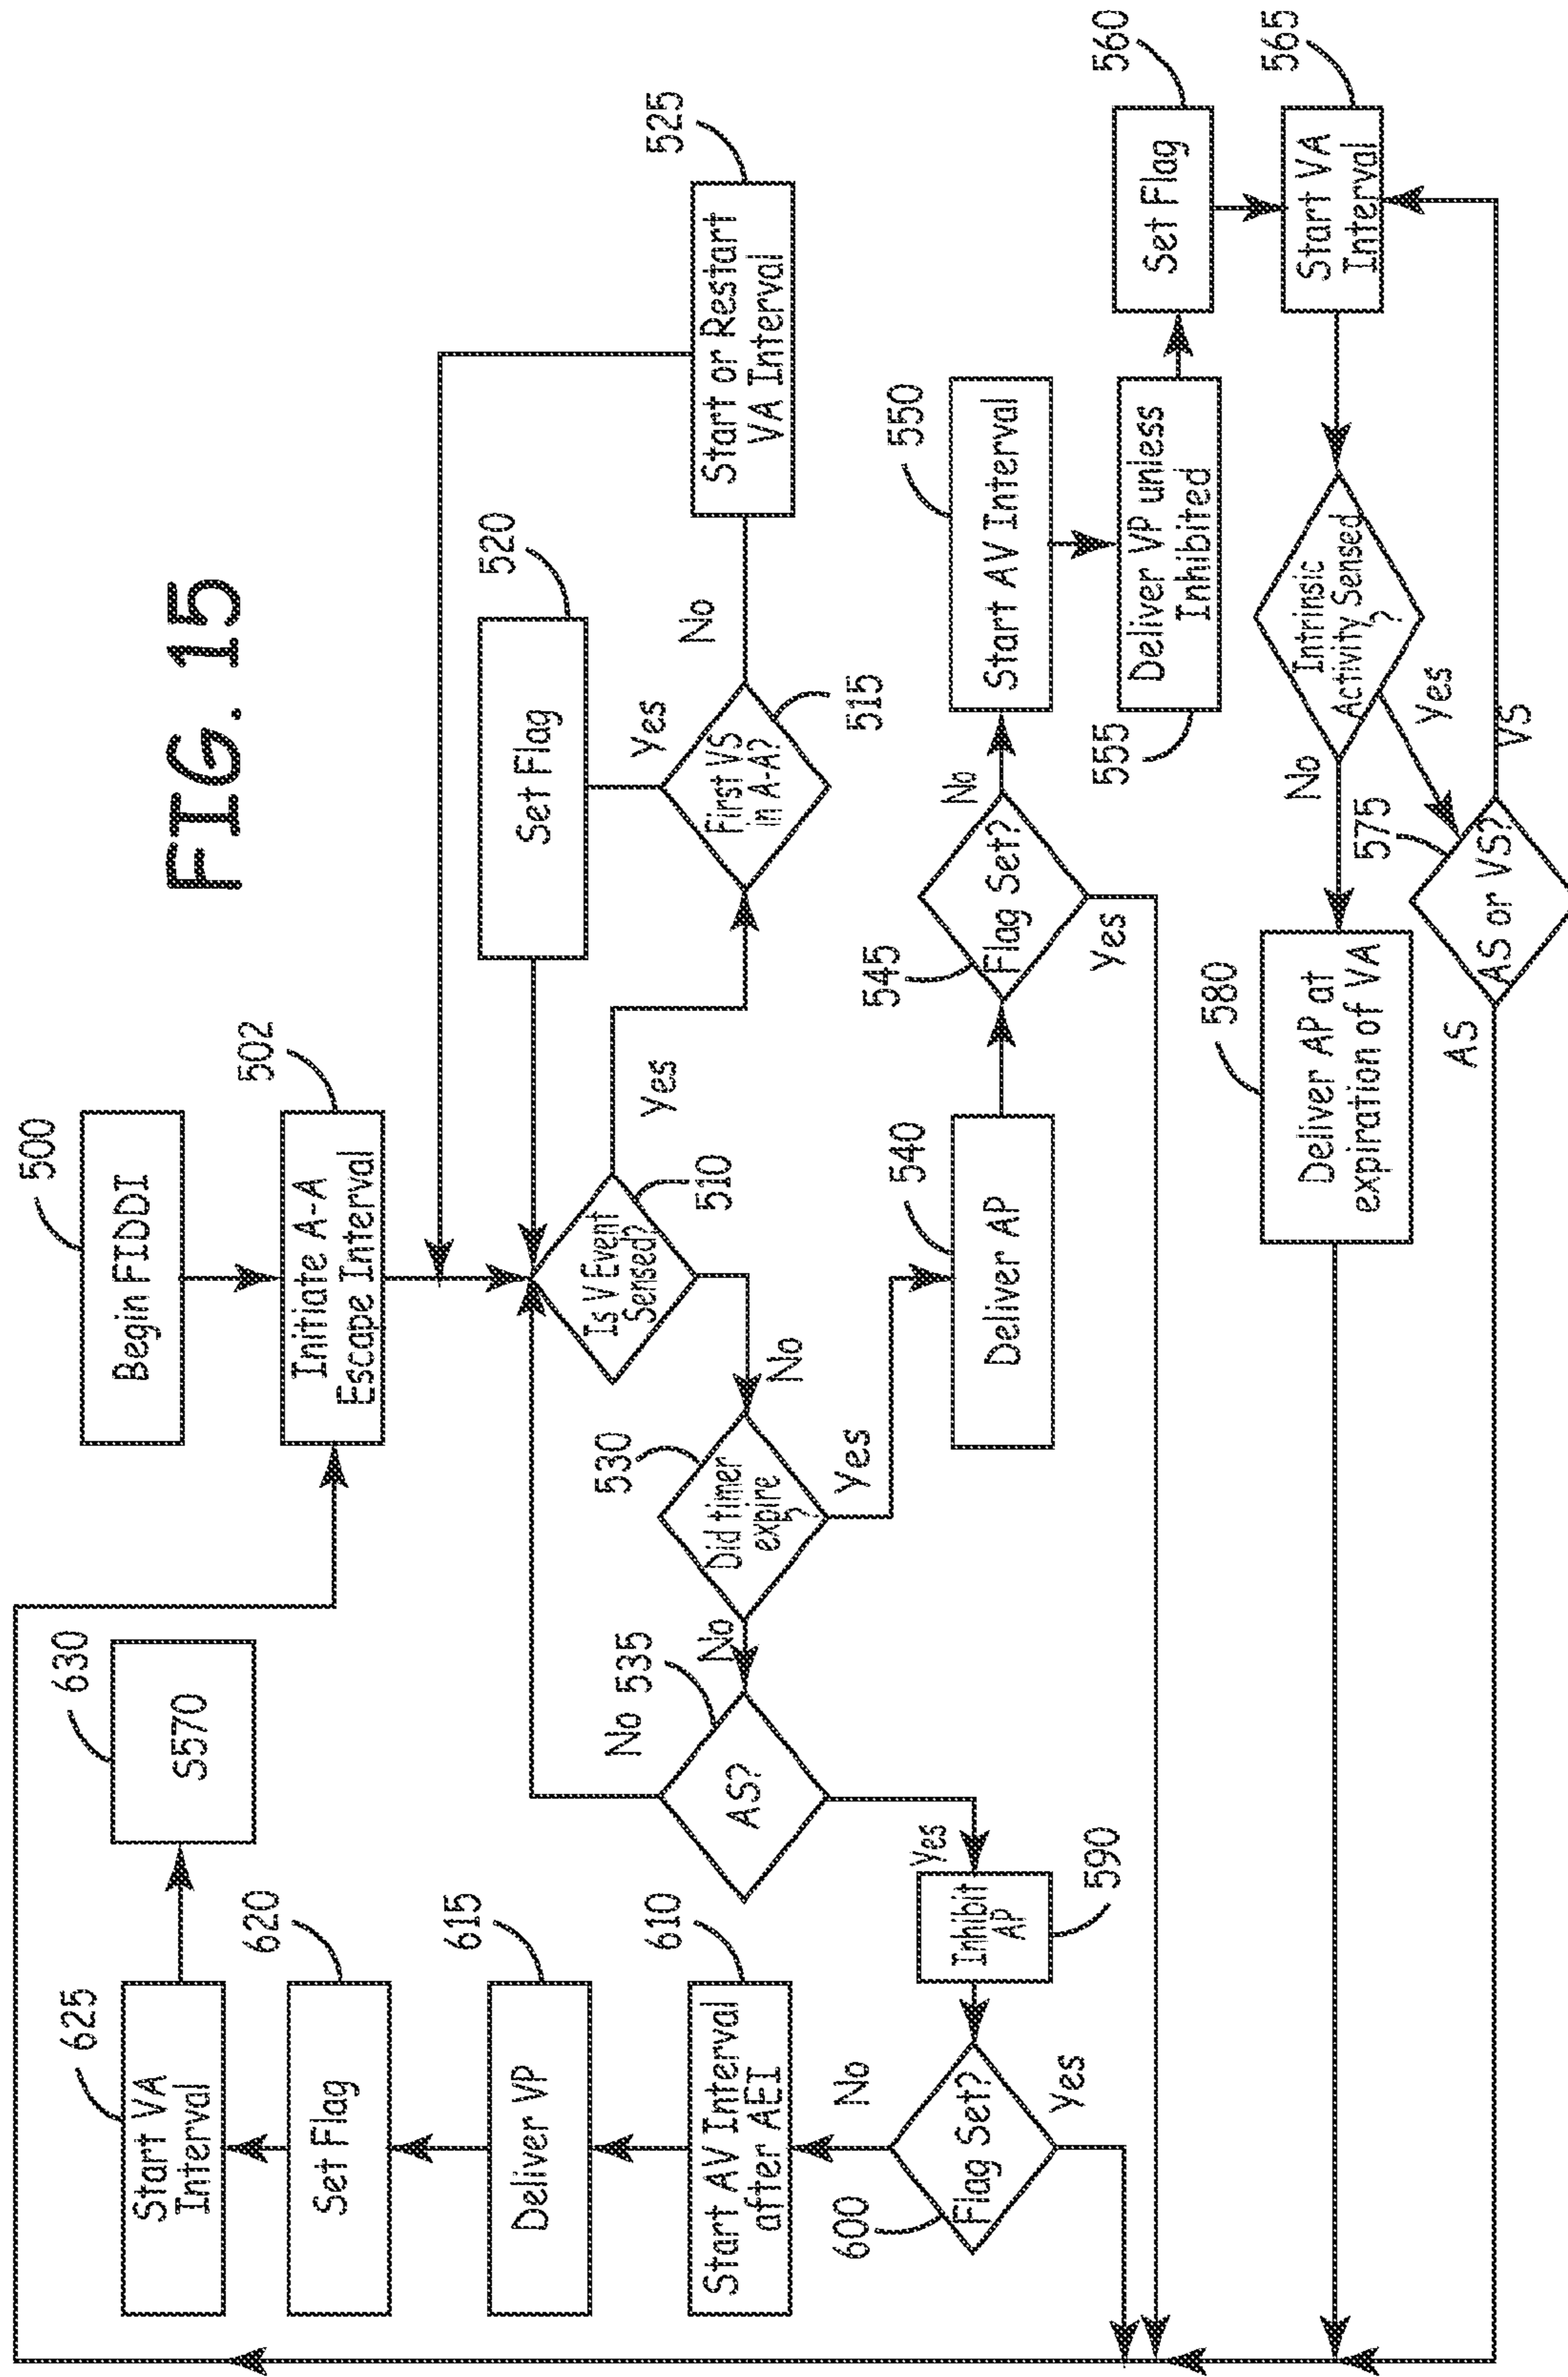 FIG. 15
500
Begin FIDDI
502
Initiate A-A
Escape Interval
630
S570
625
Start VA
Interval
620
Set Flag
615
Deliver VP
610
Start AV Interval
after AEI
No
600
Flag Set?
Yes
Inhibit
AP
590
Yes
AS?
No 535
No
530
Did timer
expire
?
Yes
No
Is V Event
Sensed?
510
Yes
520
Set Flag
Yes
First VS
in A-A?
515
No
525
Start or Restart
VA Interval
540
Deliver AP
545
Flag Set?
No
Yes
550
Start AV Interval
555
Deliver VP unless
Inhibited
560
Set Flag
565
Start VA
Interval
Intrinsic
Activity Sensed
?
No
Yes
575
AS or VS?
VS
AS
580
Deliver AP at
expiration of VA